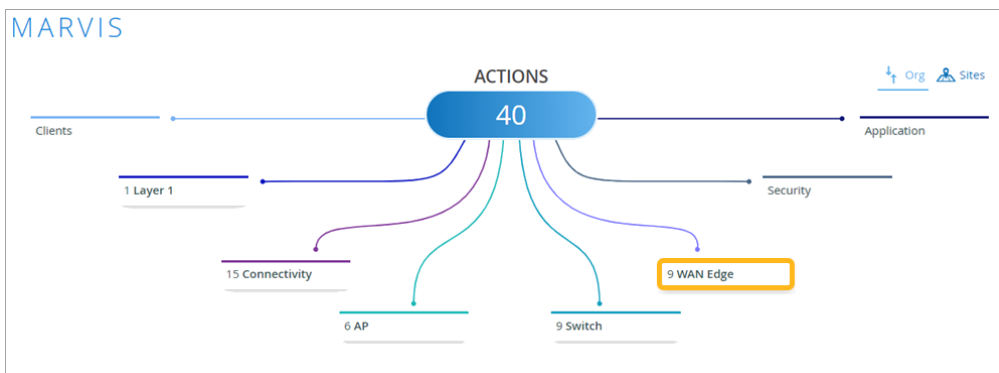 MARVIS
ACTIONS
40
Org
Sites
Clients
Application
1 Layer 1
Security
15 Connectivity
9 WAN Edge
6 AP
9 Switch